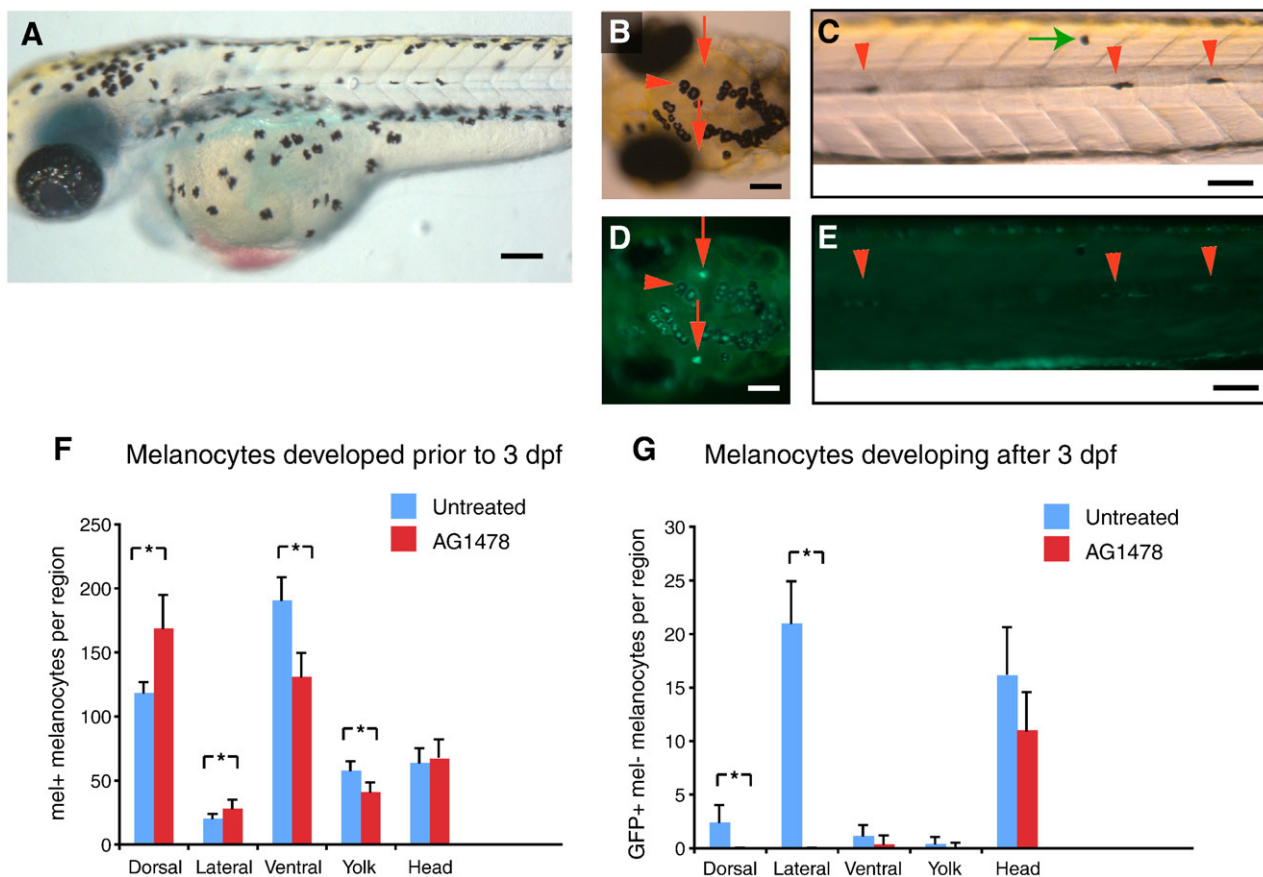 A
B
C
D
E
F Melanocytes developed prior to 3 dpf
Untreated
AG1478
mel+ melanocytes per region
250
200
150
100
50
0
*
*
*
*
Dorsal Lateral Ventral Yolk Head
G Melanocytes developing after 3 dpf
Untreated
AG1478
GFP+ mel- melanocytes per region
30
25
20
15
10
5
0
*
*
Dorsal Lateral Ventral Yolk Head